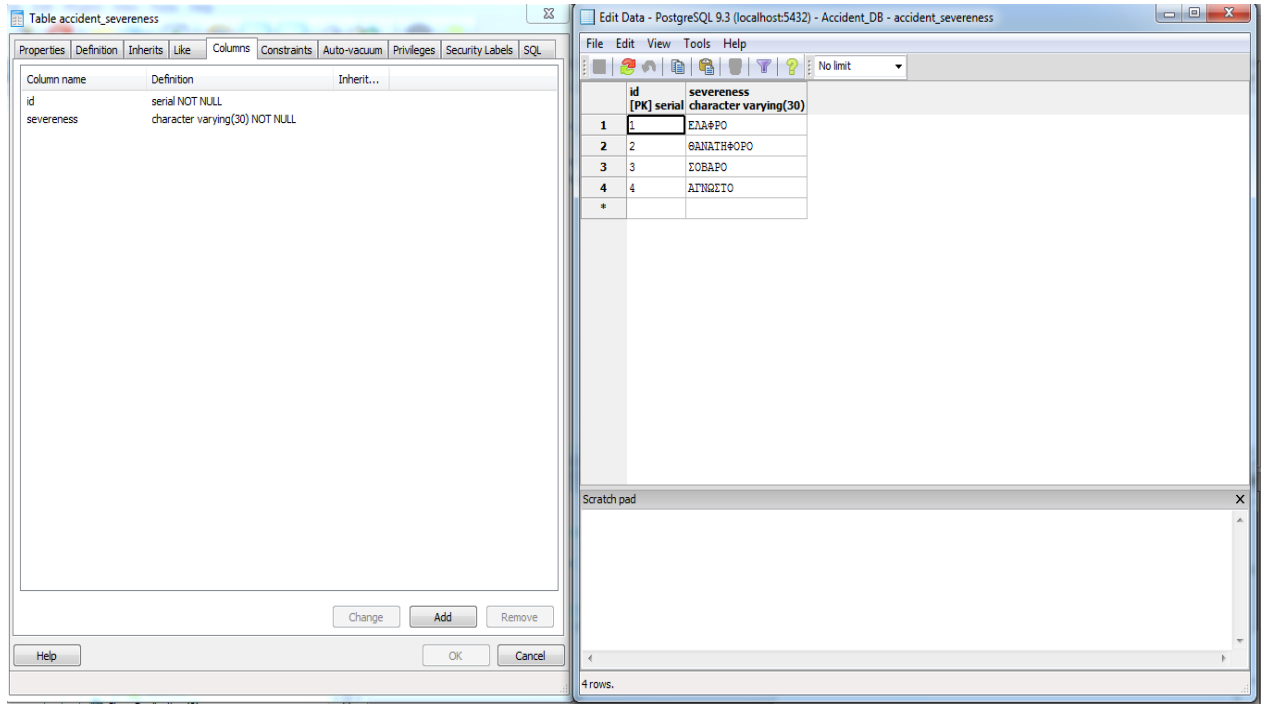 Table accident_severeness
Properties Definition Inherits Like Columns Constraints Auto-vacuum Privileges Security Labels SQL
Column name Definition Inherit...
id serial NOT NULL
severeness character varying(30) NOT NULL
Change Add Remove
Help OK Cancel
Edit Data - PostgreSQL 9.3 (localhost:5432) - Accident_DB - accident_severeness
File Edit View Tools Help
No limit
id severeness
[PK] serial character varying(30)
1 1 ΕΛΑΦΡΟ
2 2 ΘΑΝΑΤΗΦΟΡΟ
3 3 ΣΟΒΑΡΟ
4 4 ΑΓΝΩΣΤΟ
*
Scratch pad
4 rows.